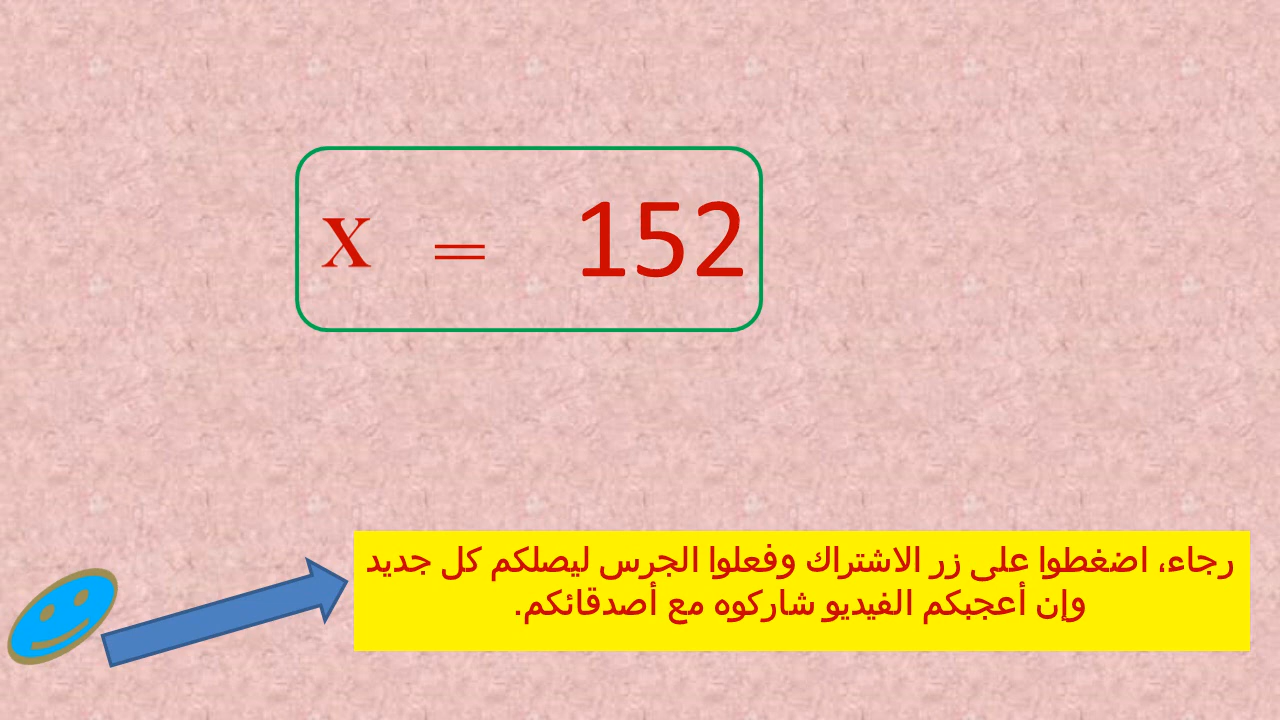 X = 152
رجاء، اضغطوا على زر الاشتراك وفعلوا الجرس ليصلكم كل جديد
وإن أعجبكم الفيديو شاركوه مع أصدقائكم.